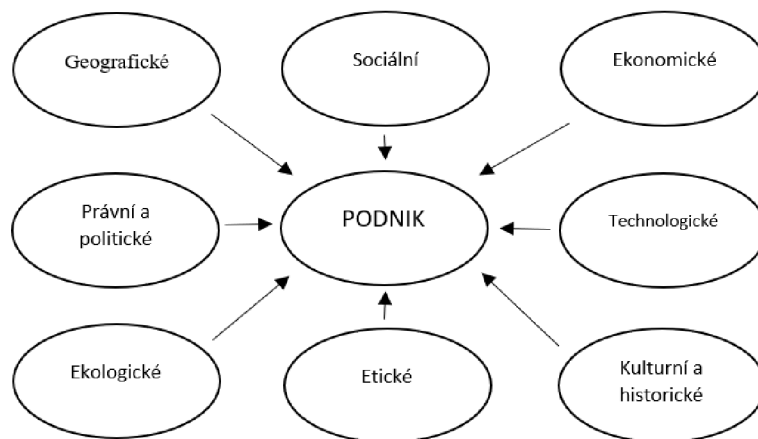 Geografické
Sociální
Ekonomické
Právní a
politické
PODNIK
Technologické
Ekologické
Etické
Kulturní a
historické